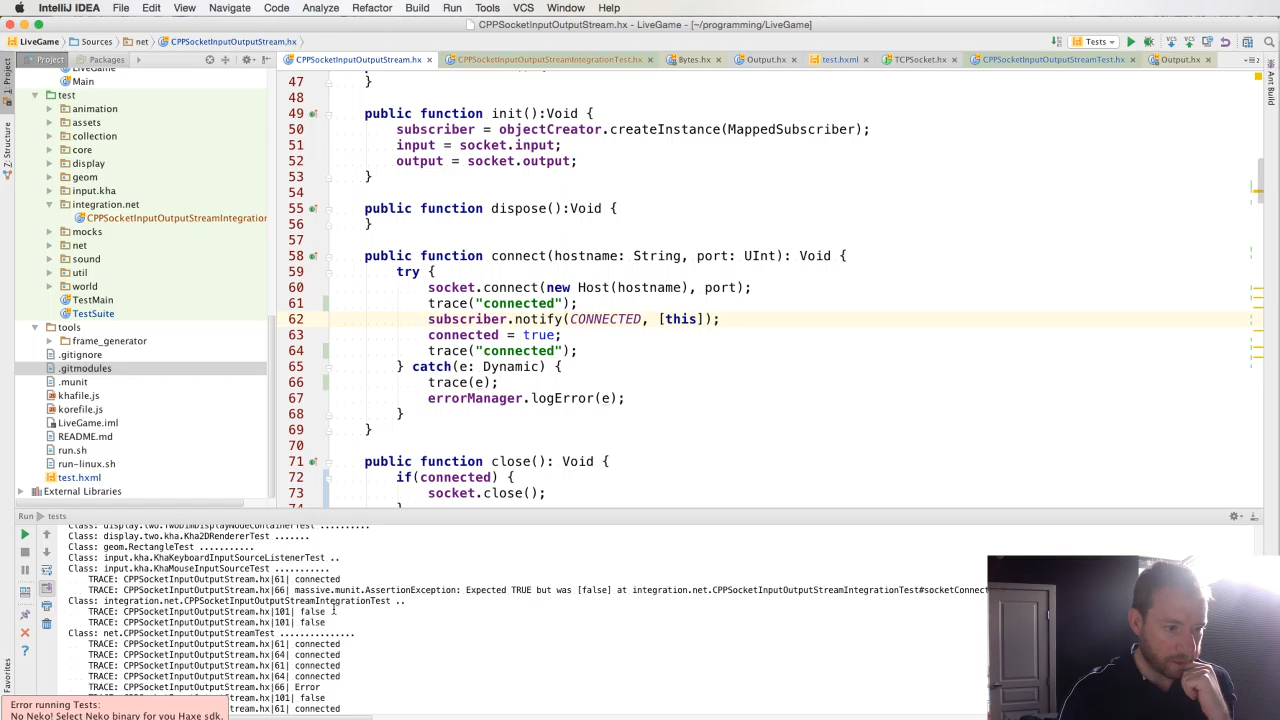 IntelliJ IDEA File Edit View Navigate Code Analyze Refactor Build Run Tools VCS Window Help
CPPSocketInputOutputStream.hx - LiveGame - [~/programming/LiveGame]
LiveGame Sources net CPPSocketInputOutputStream.hx Tests
Project Packages CPPSocketInputOutputStream.hx CPPSocketInputOutputStreamIntegrationTest.hx Bytes.hx Output.hx test.hxml TCPSocket.hx CPPSocketInputOutputStreamTest.hx Output.hx
1: Project
Z: Structure
Favorites
Ant Build
LiveGame
Main
test
animation
assets
collection
core
display
geom
input.kha
integration.net
CPPSocketInputOutputStreamIntegration
mocks
net
sound
util
world
TestMain
TestSuite
tools
frame_generator
.gitignore
.gitmodules
.munit
khafile.js
korefile.js
LiveGame.iml
README.md
run.sh
run-linux.sh
test.hxml
External Libraries
47 }
48
49 public function init():Void {
50 subscriber = objectCreator.createInstance(MappedSubscriber);
51 input = socket.input;
52 output = socket.output;
53 }
54
55 public function dispose():Void {
56 }
57
58 public function connect(hostname: String, port: UInt): Void {
59 try {
60 socket.connect(new Host(hostname), port);
61 trace("connected");
62 subscriber.notify(CONNECTED, [this]);
63 connected = true;
64 trace("connected");
65 } catch(e: Dynamic) {
66 trace(e);
67 errorManager.logError(e);
68 }
69 }
70
71 public function close(): Void {
72 if(connected) {
73 socket.close();
74 }
Run tests
Class: display.two.TwoDimDisplayNodeContainerTest ..........
Class: display.two.kha.Kha2DRendererTest .......
Class: geom.RectangleTest ...........
Class: input.kha.KhaKeyboardInputSourceListenerTest ..
Class: input.kha.KhaMouseInputSourceTest ...........
TRACE: CPPSocketInputOutputStream.hx|61| connected
TRACE: CPPSocketInputOutputStream.hx|66| massive.munit.AssertionException: Expected TRUE but was [false] at integration.net.CPPSocketInputOutputStreamIntegrationTest#socketConnect
Class: integration.net.CPPSocketInputOutputStreamIntegrationTest ..
TRACE: CPPSocketInputOutputStream.hx|101| false
TRACE: CPPSocketInputOutputStream.hx|101| false
Class: net.CPPSocketInputOutputStreamTest ...............
TRACE: CPPSocketInputOutputStream.hx|61| connected
TRACE: CPPSocketInputOutputStream.hx|64| connected
TRACE: CPPSocketInputOutputStream.hx|61| connected
TRACE: CPPSocketInputOutputStream.hx|64| connected
TRACE: CPPSocketInputOutputStream.hx|66| Error
SocketInputOutputStream.hx|101| false
SocketInputOutputStream.hx|61| connected
Error running Tests:
No Neko! Select Neko binary for you Haxe sdk.